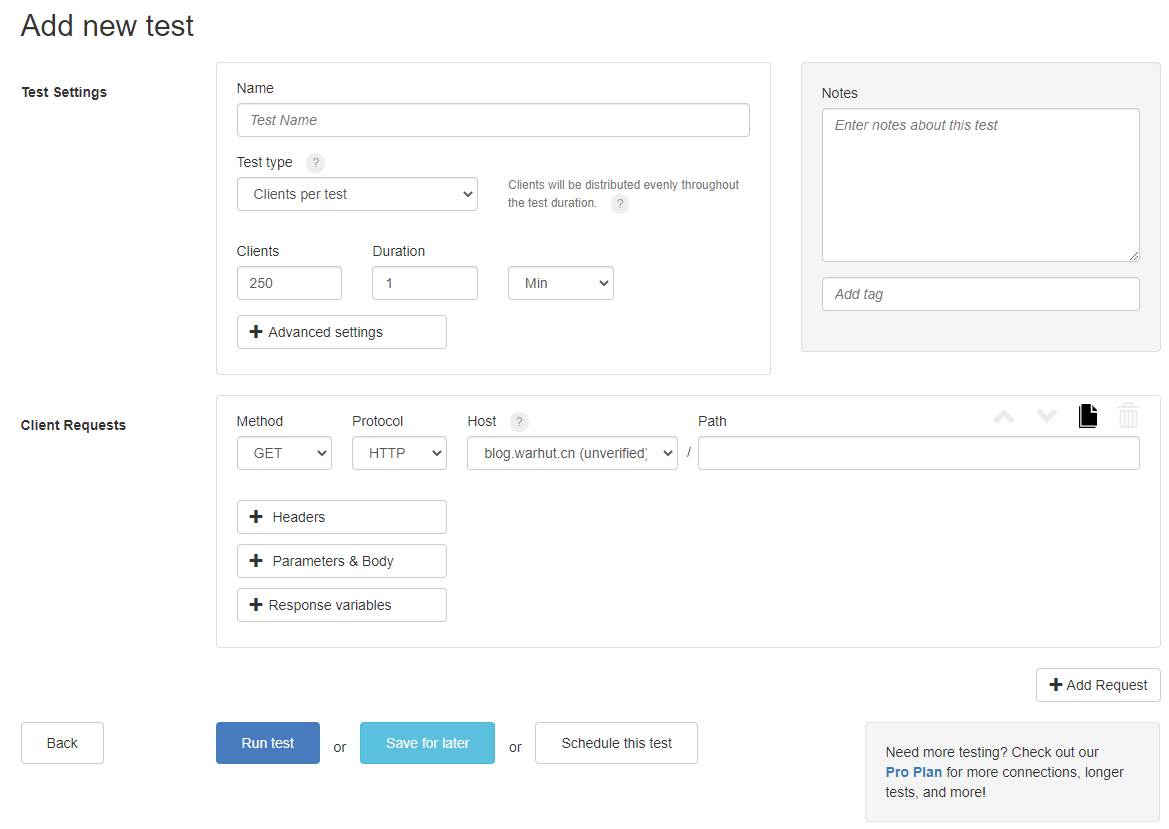 Add new test
Test Settings
Name
Test Name
Test type ?
Clients per test
Clients will be distributed evenly throughout
the test duration. ?
Clients
Duration
250
1
Min
Advanced settings
Notes
Enter notes about this test
Add tag
Client Requests
Method
Protocol
Host ?
Path
GET
HTTP
blog.warhut.cn (unverified)
/
Headers
Parameters & Body
Response variables
Add Request
Back
Run test
or
Save for later
or
Schedule this test
Need more testing? Check out our
Pro Plan for more connections, longer
tests, and more!